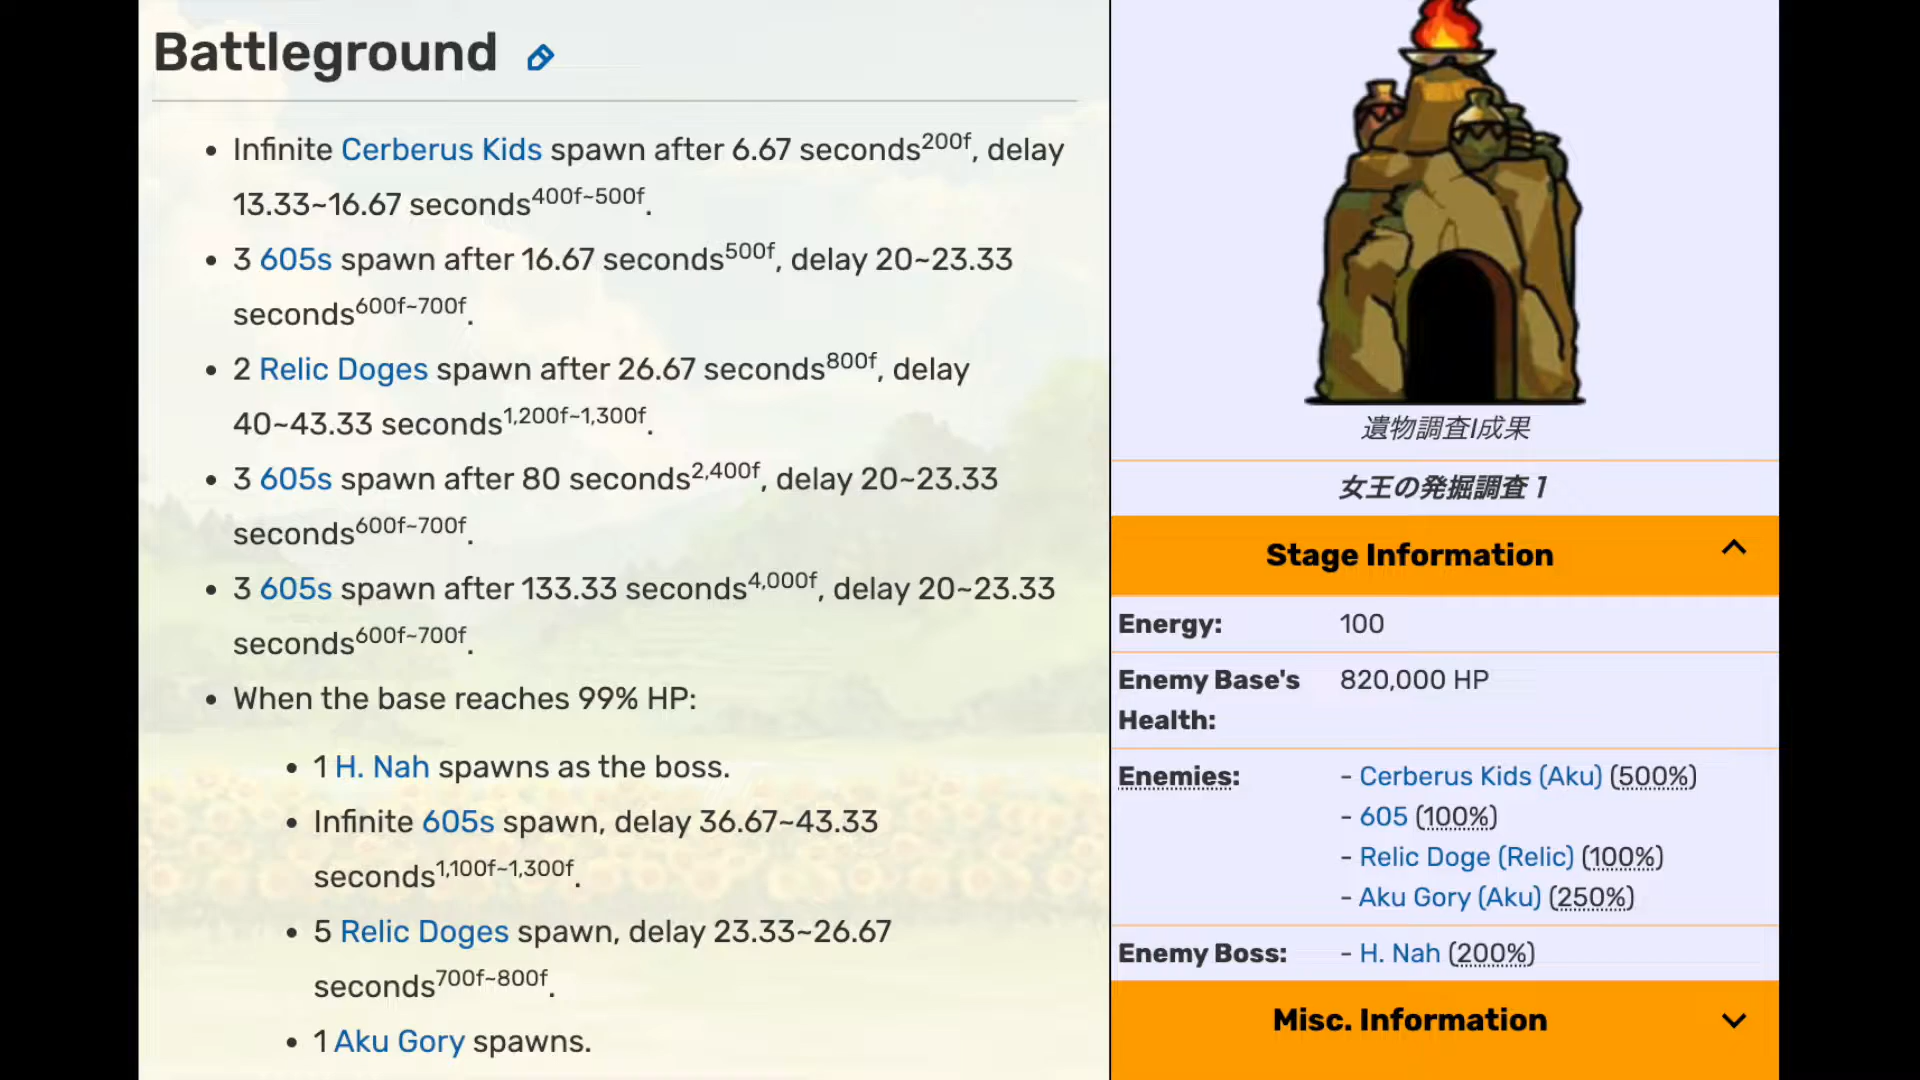 Battleground
Infinite Cerberus Kids spawn after 6.67 seconds200f, delay
13.33~16.67 seconds400f~500f.
3 605s spawn after 16.67 seconds500f, delay 20~23.33
seconds600f~700f.
2 Relic Doges spawn after 26.67 seconds800f, delay
40~43.33 seconds1,200f~1,300f.
3 605s spawn after 80 seconds2,400f, delay 20~23.33
seconds600f~700f.
3 605s spawn after 133.33 seconds4,000f, delay 20~23.33
seconds600f~700f.
When the base reaches 99% HP:
1 H. Nah spawns as the boss.
Infinite 605s spawn, delay 36.67~43.33
seconds1,100f~1,300f.
5 Relic Doges spawn, delay 23.33~26.67
seconds700f~800f.
1 Aku Gory spawns.
遺物調査I成果
女王の発掘調査 1
Stage Information
Energy: 100
Enemy Base's 820,000 HP
Health:
Enemies: - Cerberus Kids (Aku) (500%)
- 605 (100%)
- Relic Doge (Relic) (100%)
- Aku Gory (Aku) (250%)
Enemy Boss: - H. Nah (200%)
Misc. Information